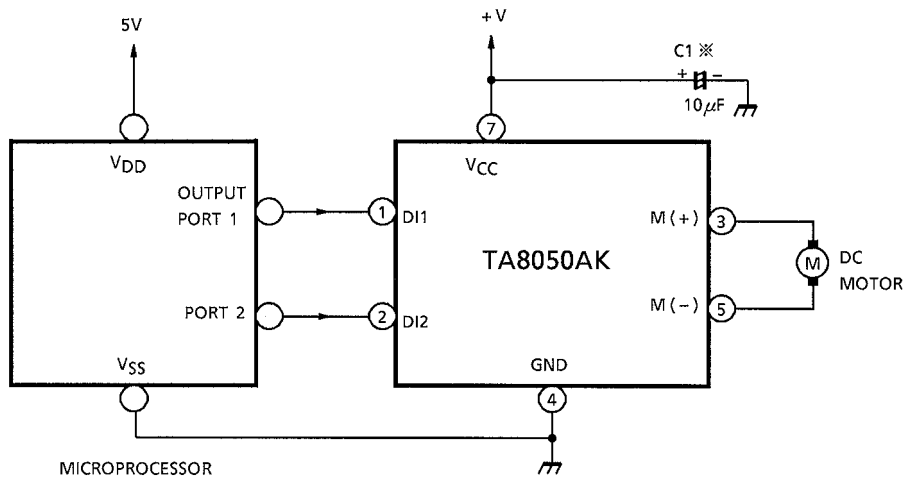 5V
+V
C1※
+ -
10μF
7
VDD
VCC
OUTPUT
PORT 1
1
DI1
M(+)
3
TA8050AK
M
DC
MOTOR
PORT 2
2
DI2
M(-)
5
VSS
GND
4
MICROPROCESSOR